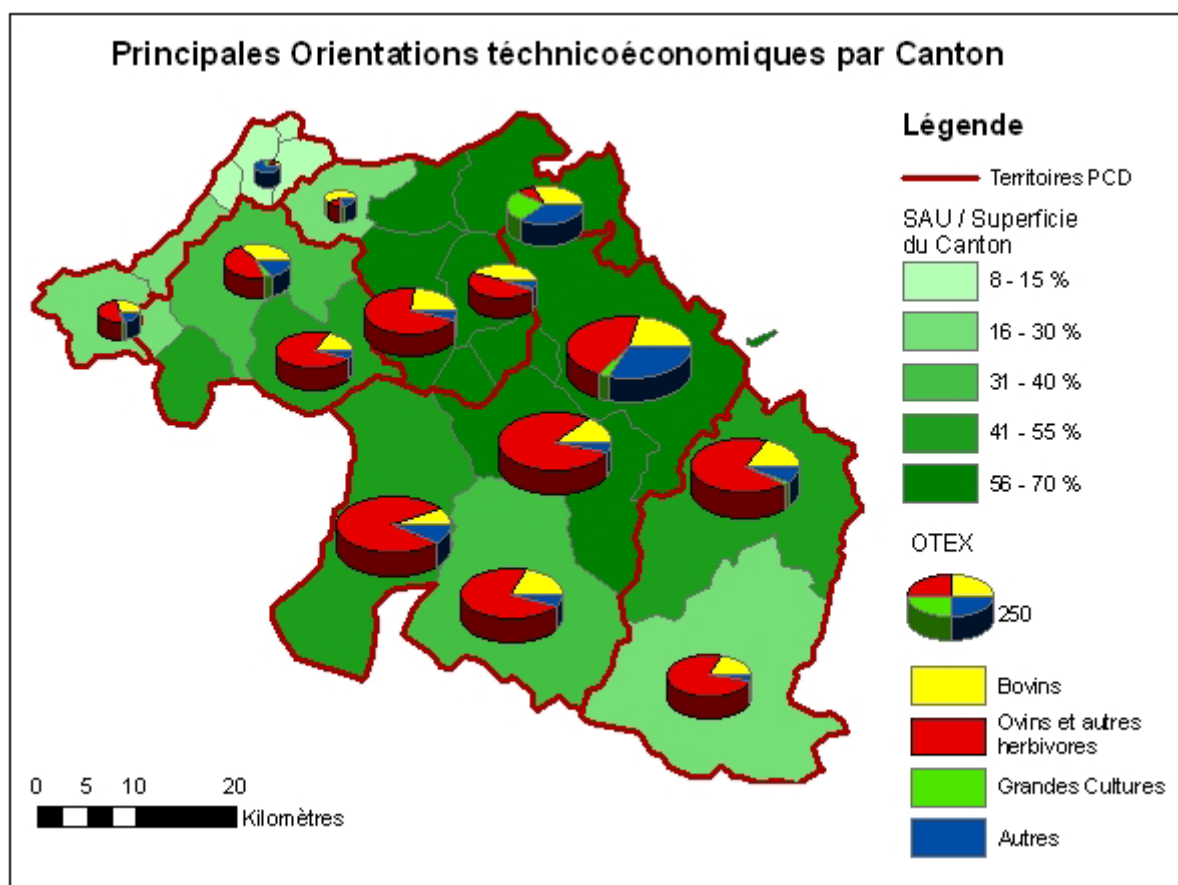 Principales Orientations téchnicoéconomiques par Canton
Légende
Territoires PCD
SAU / Superficie
du Canton
8 - 15 %
16 - 30 %
31 - 40 %
41 - 55 %
56 - 70 %
OTEX
250
Bovins
Ovins et autres
herbivores
Grandes Cultures
Autres
0 5 10 20
Kilomètres